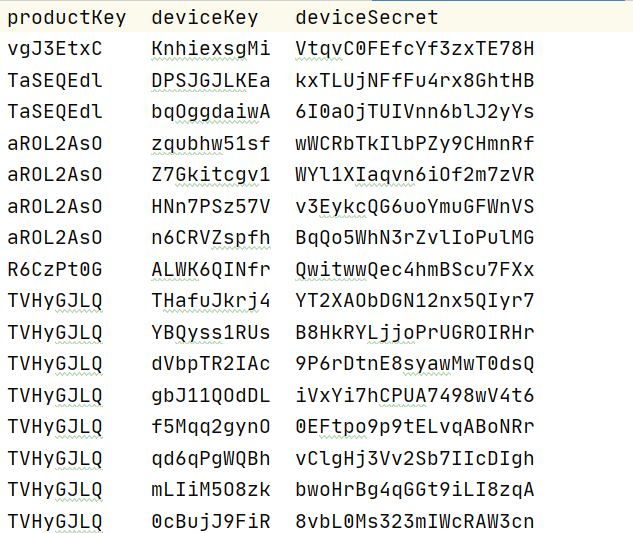 productKey  deviceKey   deviceSecret
vgJ3EtxC    KnhiexsgMi  VtqvC0FEfcYf3zxTE78H
TaSEQEdl    DPSJGJLKEa  kxTLUjNFfFu4rx8GhtHB
TaSEQEdl    bqOggdaiwA  6I0aOjTUIVnn6blJ2yYs
aROL2AsO    zqubhw51sf  wWCRbTkIlbPZy9CHmnRf
aROL2AsO    Z7Gkitcgv1  WYl1XIaqvn6iOf2m7zVR
aROL2AsO    HNn7PSz57V  v3EykcQG6uoYmuGFWnVS
aROL2AsO    n6CRVZspfh  BqQo5WhN3rZvlIoPulMG
R6CzPt0G    ALWK6QINfr  QwitwwQec4hmBScu7FXx
TVHyGJLQ    THafuJkrj4  YT2XAObDGN12nx5QIyr7
TVHyGJLQ    YBQyss1RUs  B8HkRYLjjoPrUGROIRHr
TVHyGJLQ    dVbpTR2IAc  9P6rDtnE8syawMwT0dsQ
TVHyGJLQ    gbJ11QOdDL  iVxYi7hCPUA7498wV4t6
TVHyGJLQ    f5Mqq2gynO  0EFtpo9p9tELvqABoNRr
TVHyGJLQ    qd6qPgWQBh  vClgHj3Vv2Sb7IIcDIgh
TVHyGJLQ    mLIiM5O8zk  bwoHrBg4qGGt9iLI8zqA
TVHyGJLQ    0cBujJ9FiR  8vbL0Ms323mIWcRAW3cn